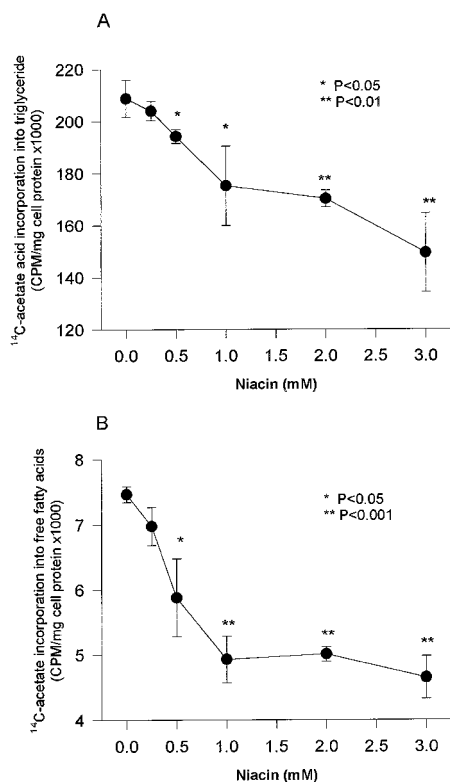 A
¹⁴C-acetate acid incorporation into triglyceride
(CPM/mg cell protein x1000)
220
200
180
160
140
120
* P<0.05
** P<0.01
*
*
**
**
0.0 0.5 1.0 1.5 2.0 2.5 3.0
Niacin (mM)
B
¹⁴C-acetate incorporation into free fatty acids
(CPM/mg cell protein x1000)
8
7
6
5
4
* P<0.05
** P<0.001
*
**
**
**
0.0 0.5 1.0 1.5 2.0 2.5 3.0
Niacin (mM)